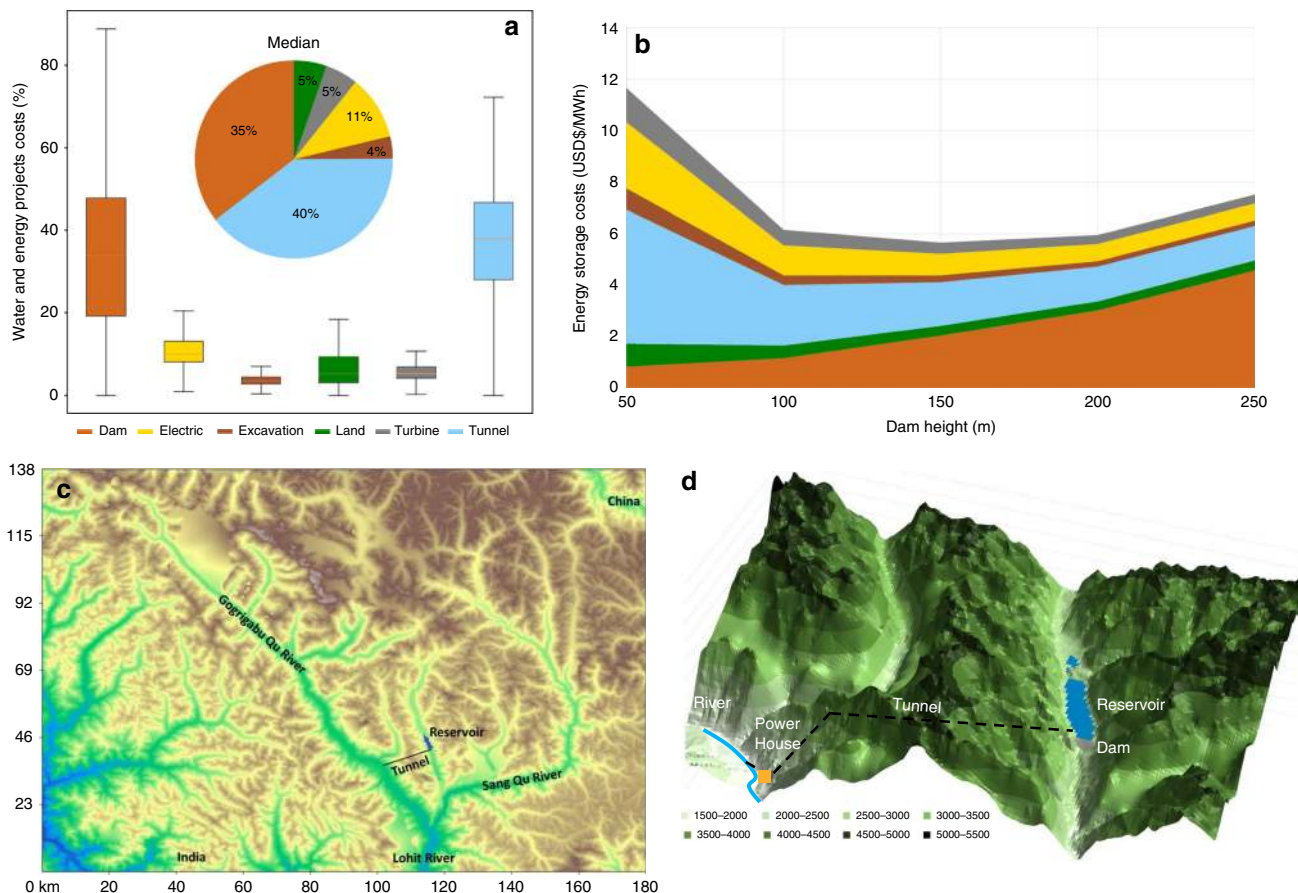 a
Median
Water and energy projects costs (%)
80
60
40
20
0
5%
5%
11%
4%
40%
35%
Dam Electric Excavation Land Turbine Tunnel
b
Energy storage costs (USD$/MWh)
14
12
10
8
6
4
2
0
50 100 150 200 250
Dam height (m)
c
138
115
92
69
46
23
0 km 20 40 60 80 100 120 140 160 180
China
Gogrigabu Qu River
Reservoir
Tunnel
Sang Qu River
India
Lohit River
d
River
Power
House
Tunnel
Reservoir
Dam
1500–2000 2000–2500 2500–3000 3000–3500
3500–4000 4000–4500 4500–5000 5000–5500